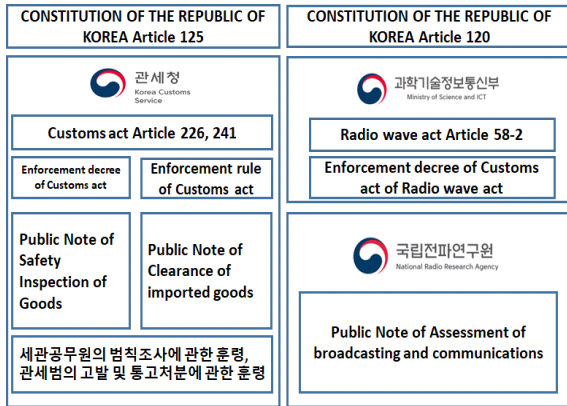 CONSTITUTION OF THE REPUBLIC OF
KOREA Article 125
관세청
Korea Customs
Service
Customs act Article 226, 241
Enforcement decree
of Customs act
Enforcement rule
of Customs act
Public Note of
Safety
Inspection of
Goods
Public Note of
Clearance of
imported goods
세관공무원의 범칙조사에 관한 훈령,
관세범의 고발 및 통고처분에 관한 훈령
CONSTITUTION OF THE REPUBLIC OF
KOREA Article 120
과학기술정보통신부
Ministry of Science and ICT
Radio wave act Article 58-2
Enforcement decree of Customs
act of Radio wave act
국립전파연구원
National Radio Research Agency
Public Note of Assessment of
broadcasting and communications